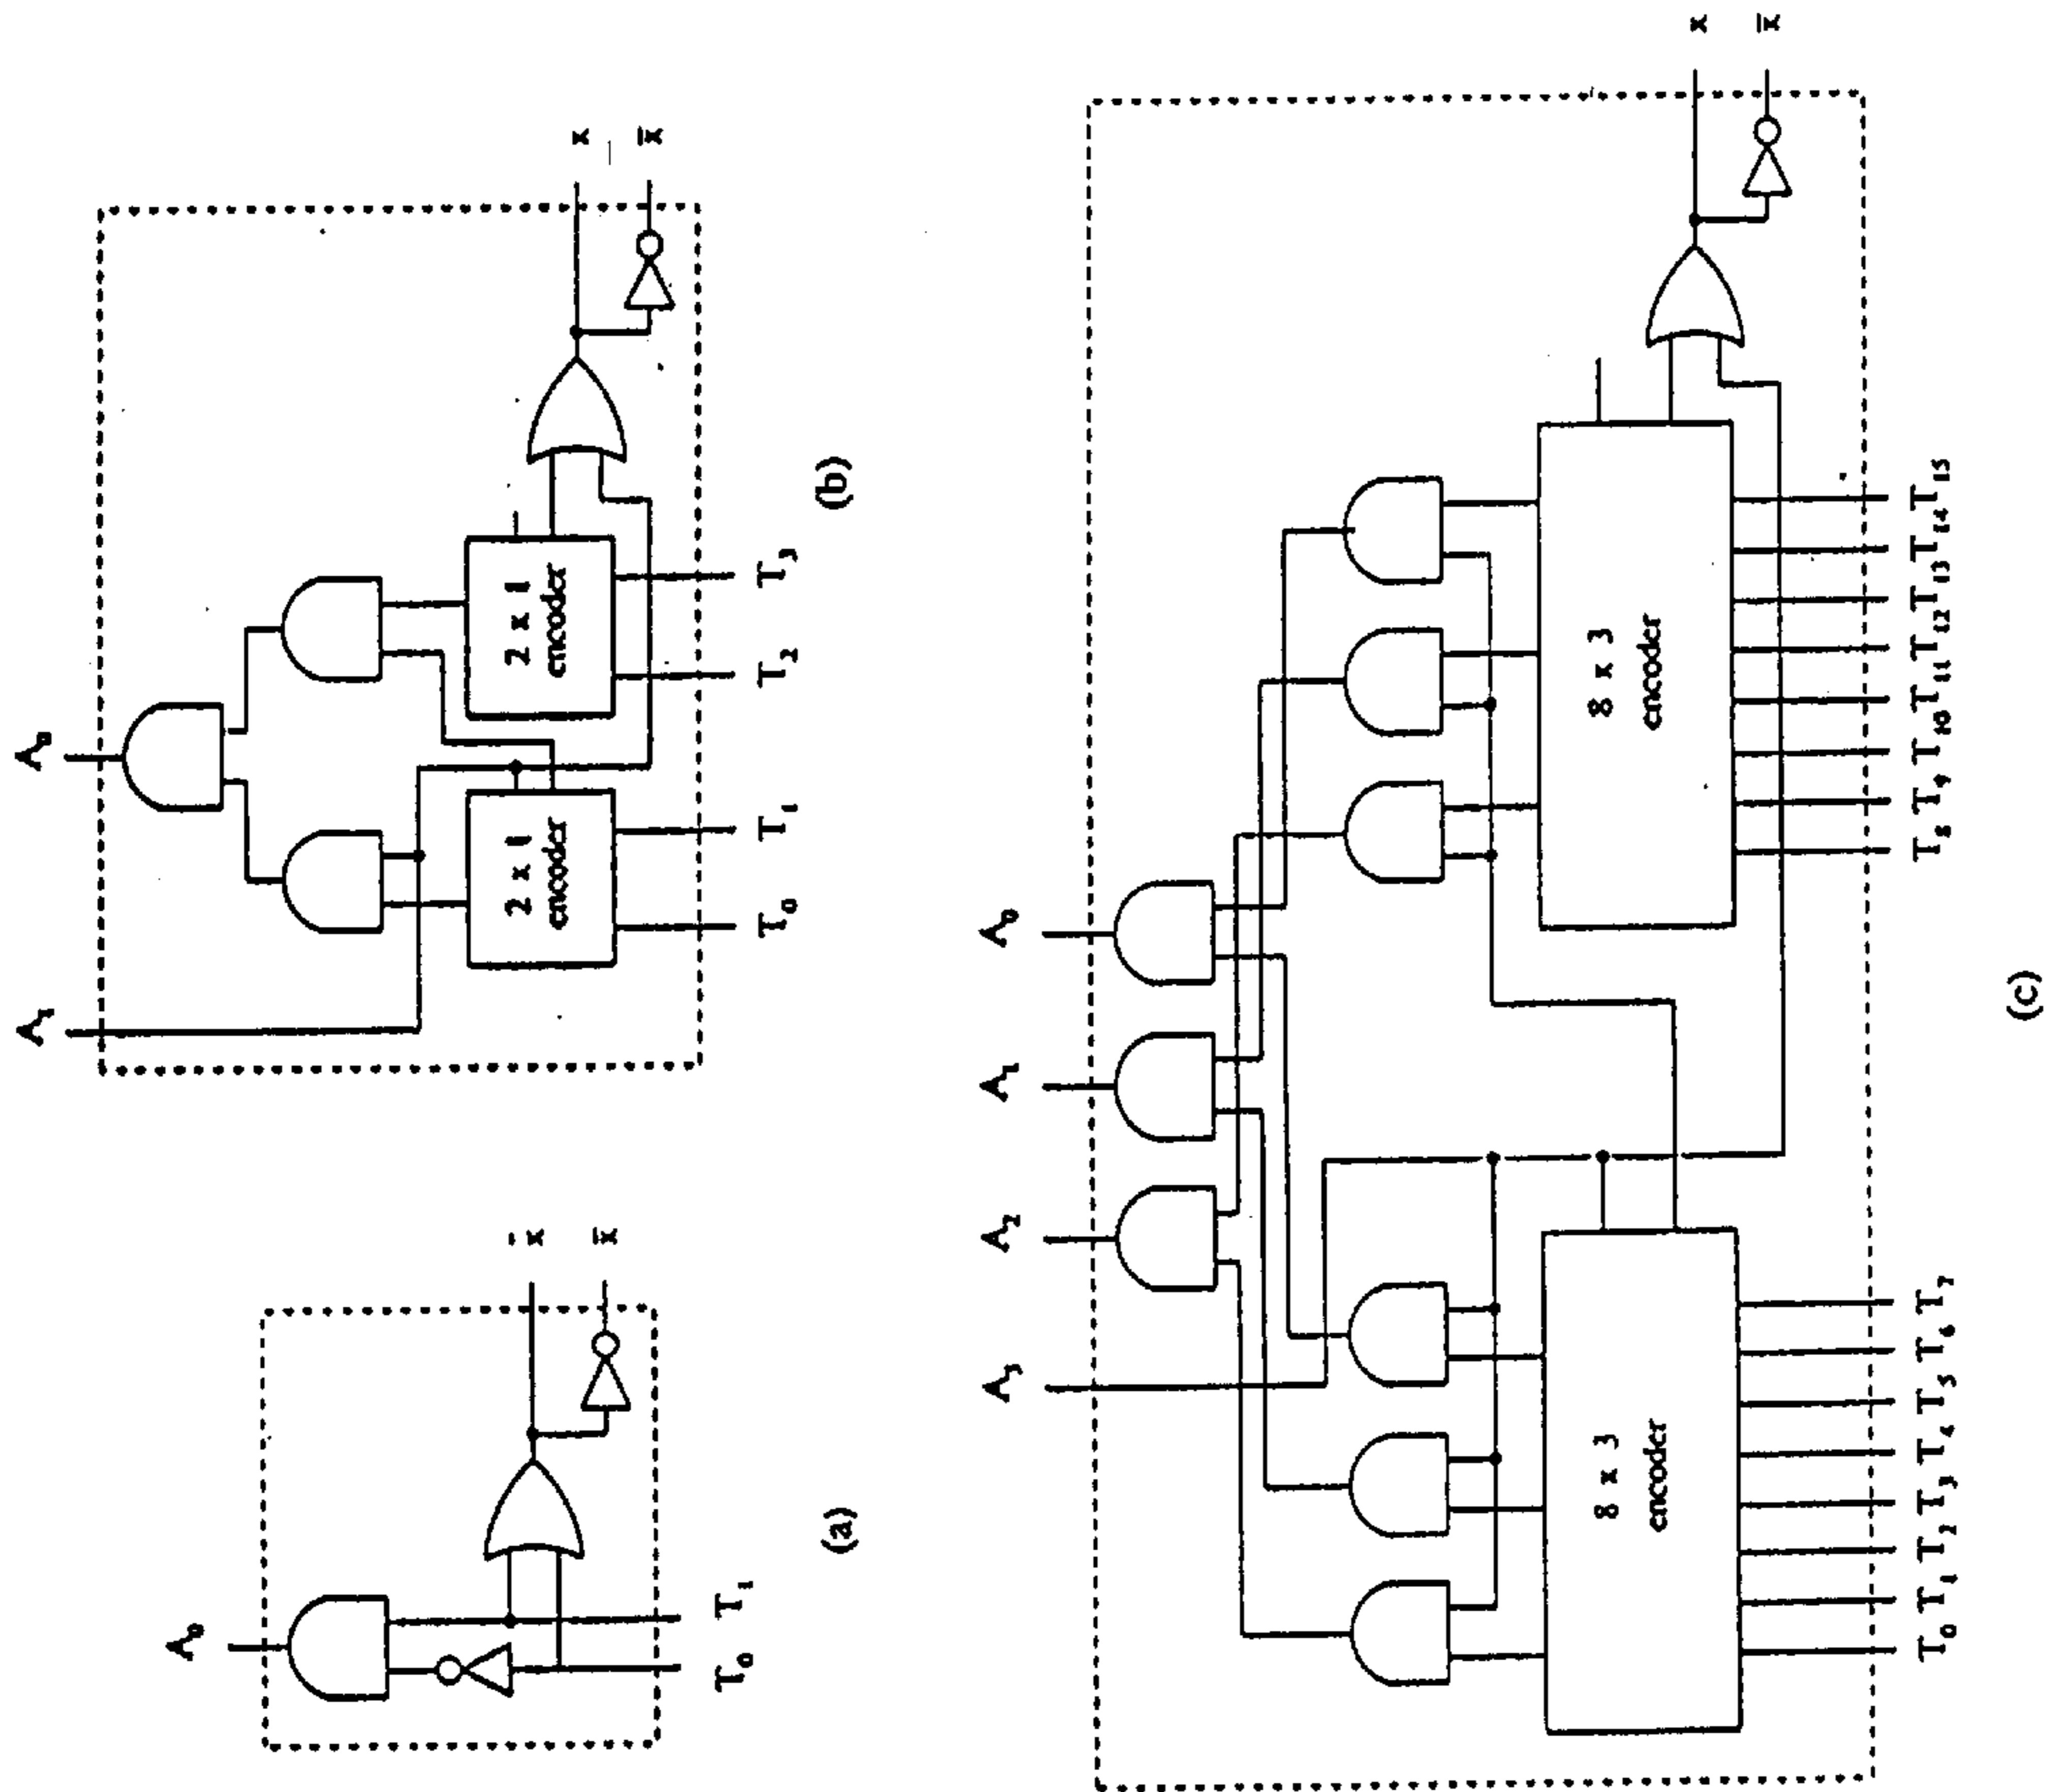 A₀
x
x̄
T₀ T₁
(a)
A₁ A₀
2 x 1
encoder
2 x 1
encoder
x
x̄
T₀ T₁ T₂ T₃
(b)
A₃ A₂ A₁ A₀
8 x 3
encoder
8 x 3
encoder
x
x̄
T₀ T₁ T₂ T₃ T₄ T₅ T₆ T₇ T₈ T₉ T₁₀ T₁₁ T₁₂ T₁₃ T₁₄ T₁₅
(c)